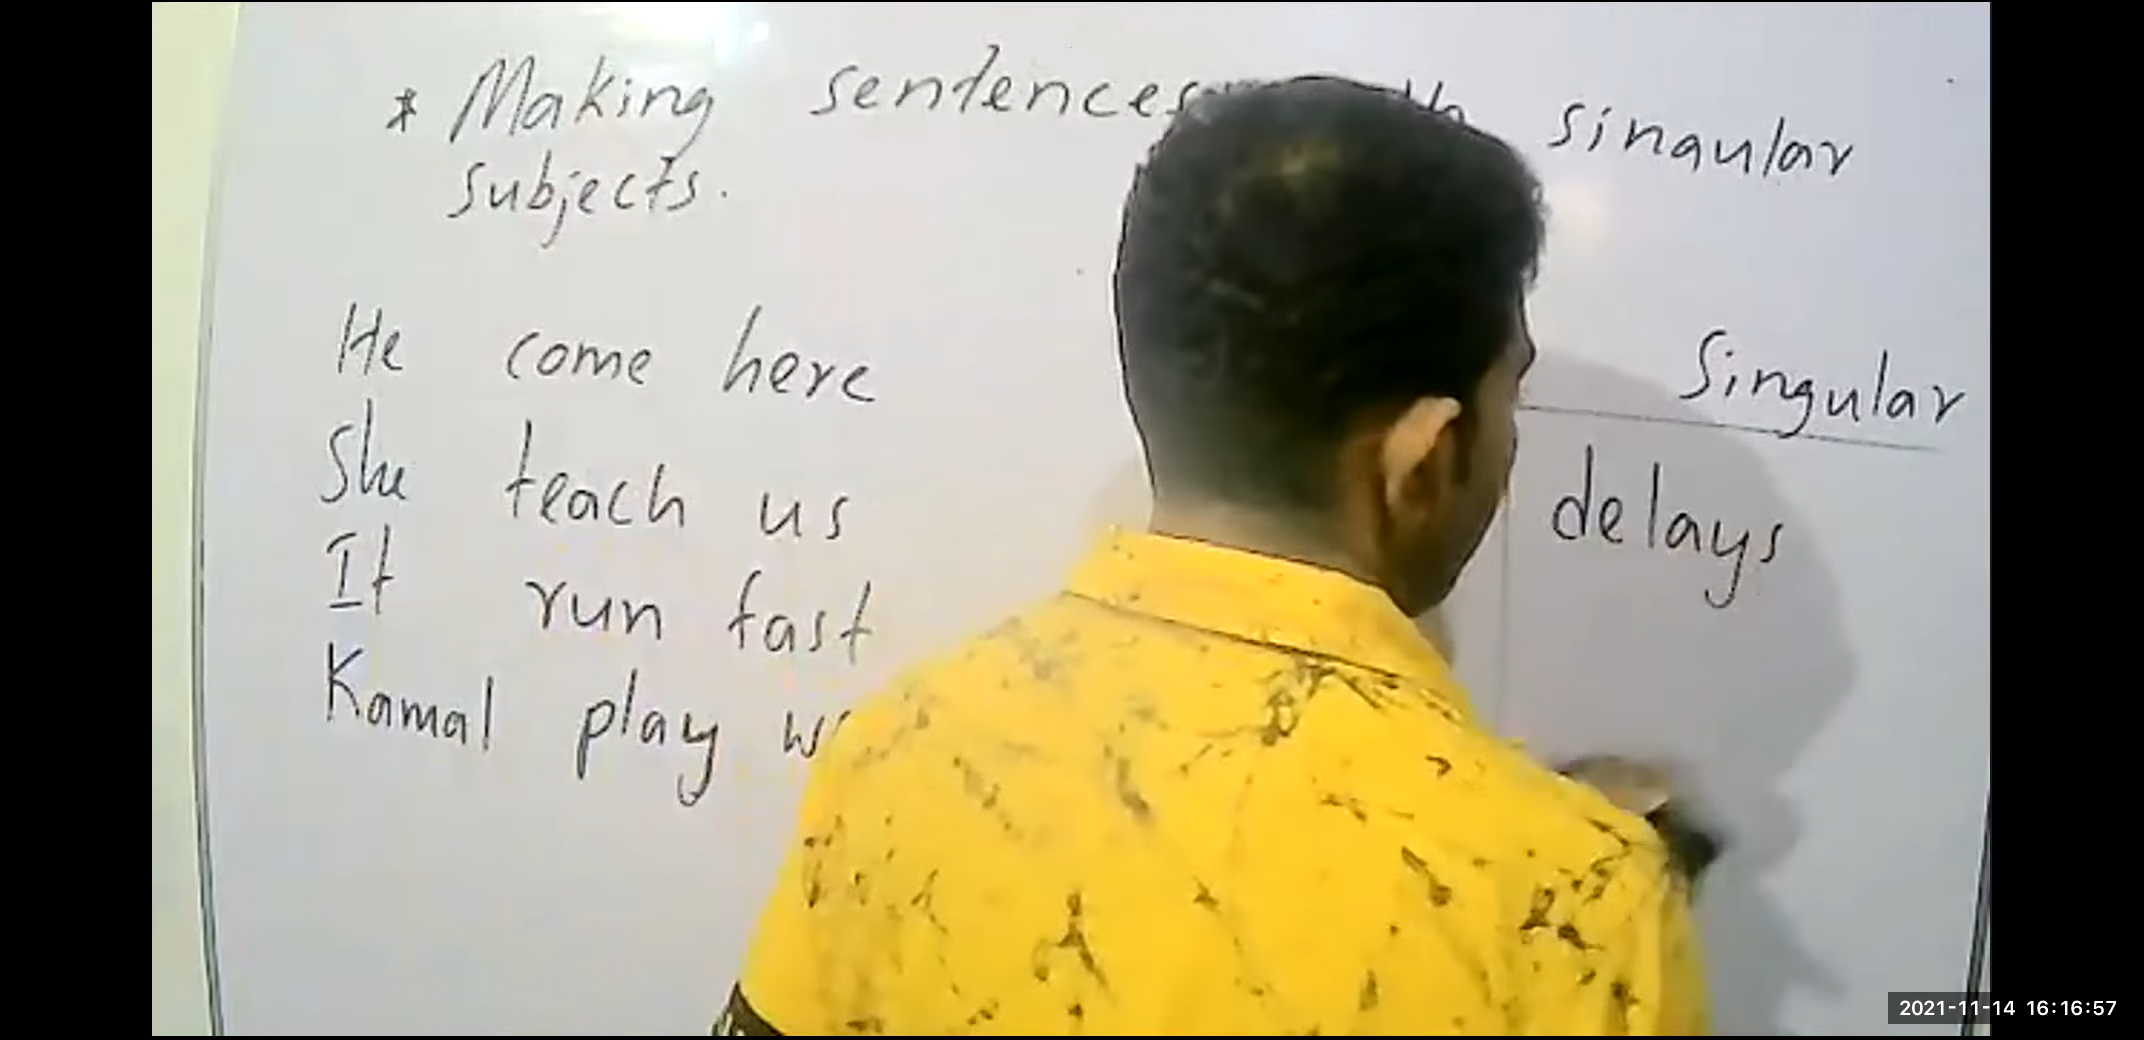 * Making sentences singular
subjects.
He come here
She teach us
It run fast
Kamal play
Singular
delays
2021-11-14 16:16:57